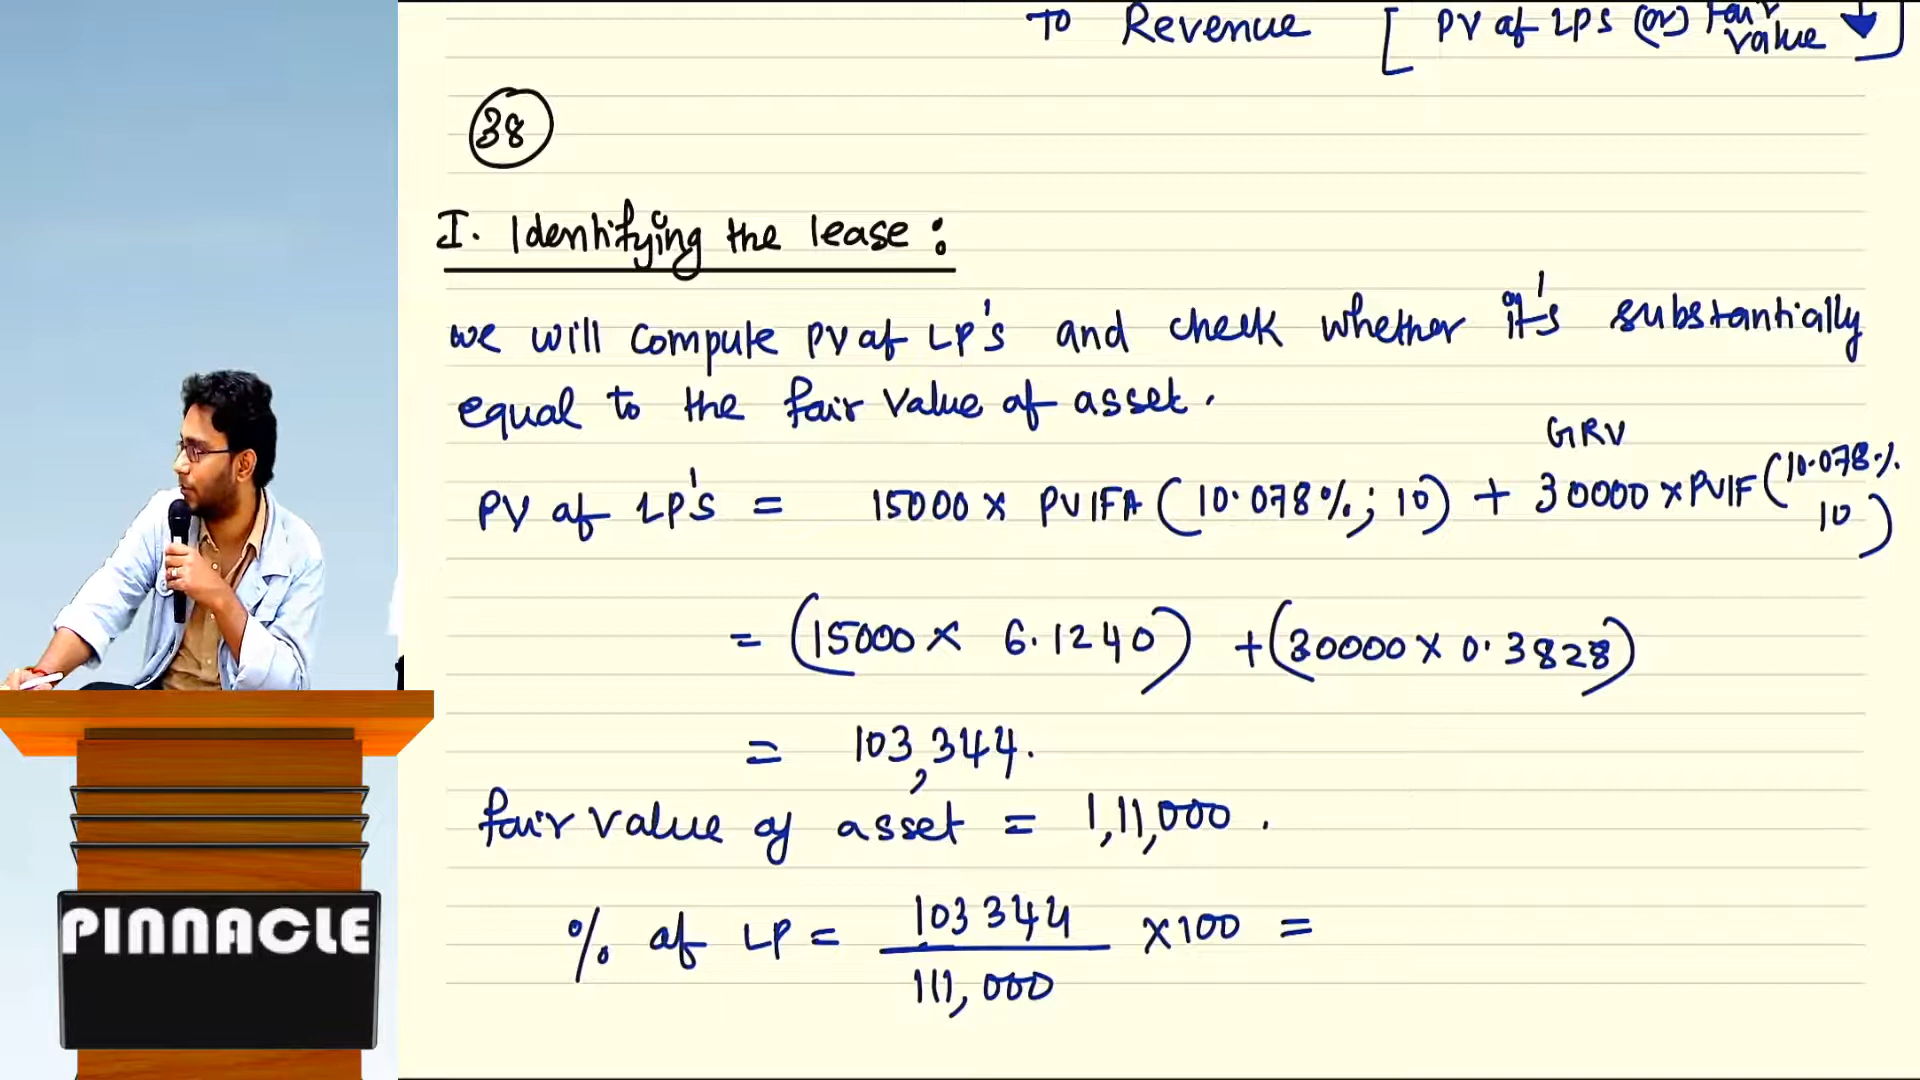 To Revenue [ PV of LPS (or) Fair value ↓ ]
38
I. Identifying the lease :
we will compute PV of LP's and check whether it's substantially
equal to the fair value of asset.
GRV
PV of LP's = 15000 × PVIFA (10.078%; 10) + 30000 × PVIF (10.078% 10)
= (15000 × 6.1240) + (30000 × 0.3828)
= 103,344.
fair value of asset = 1,11,000.
% of LP = 103344 / 111,000 × 100 =
PINNACLE